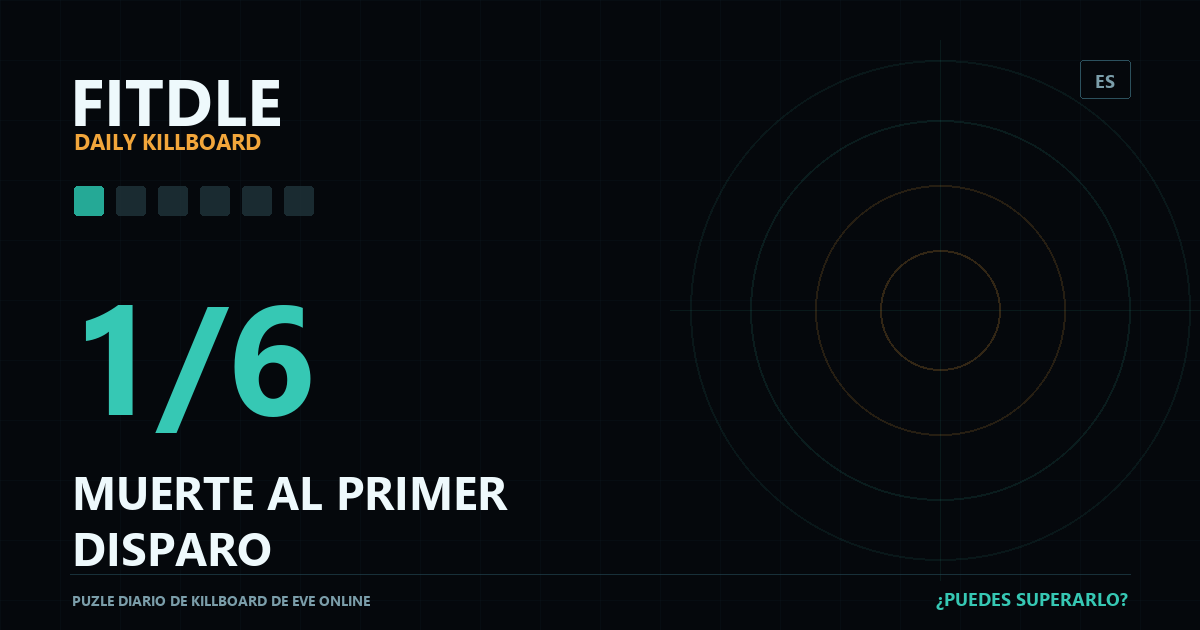 FITDLE
ES
DAILY KILLBOARD
1/6
MUERTE AL PRIMER
DISPARO
PUZLE DIARIO DE KILLBOARD DE EVE ONLINE
¿PUEDES SUPERARLO?